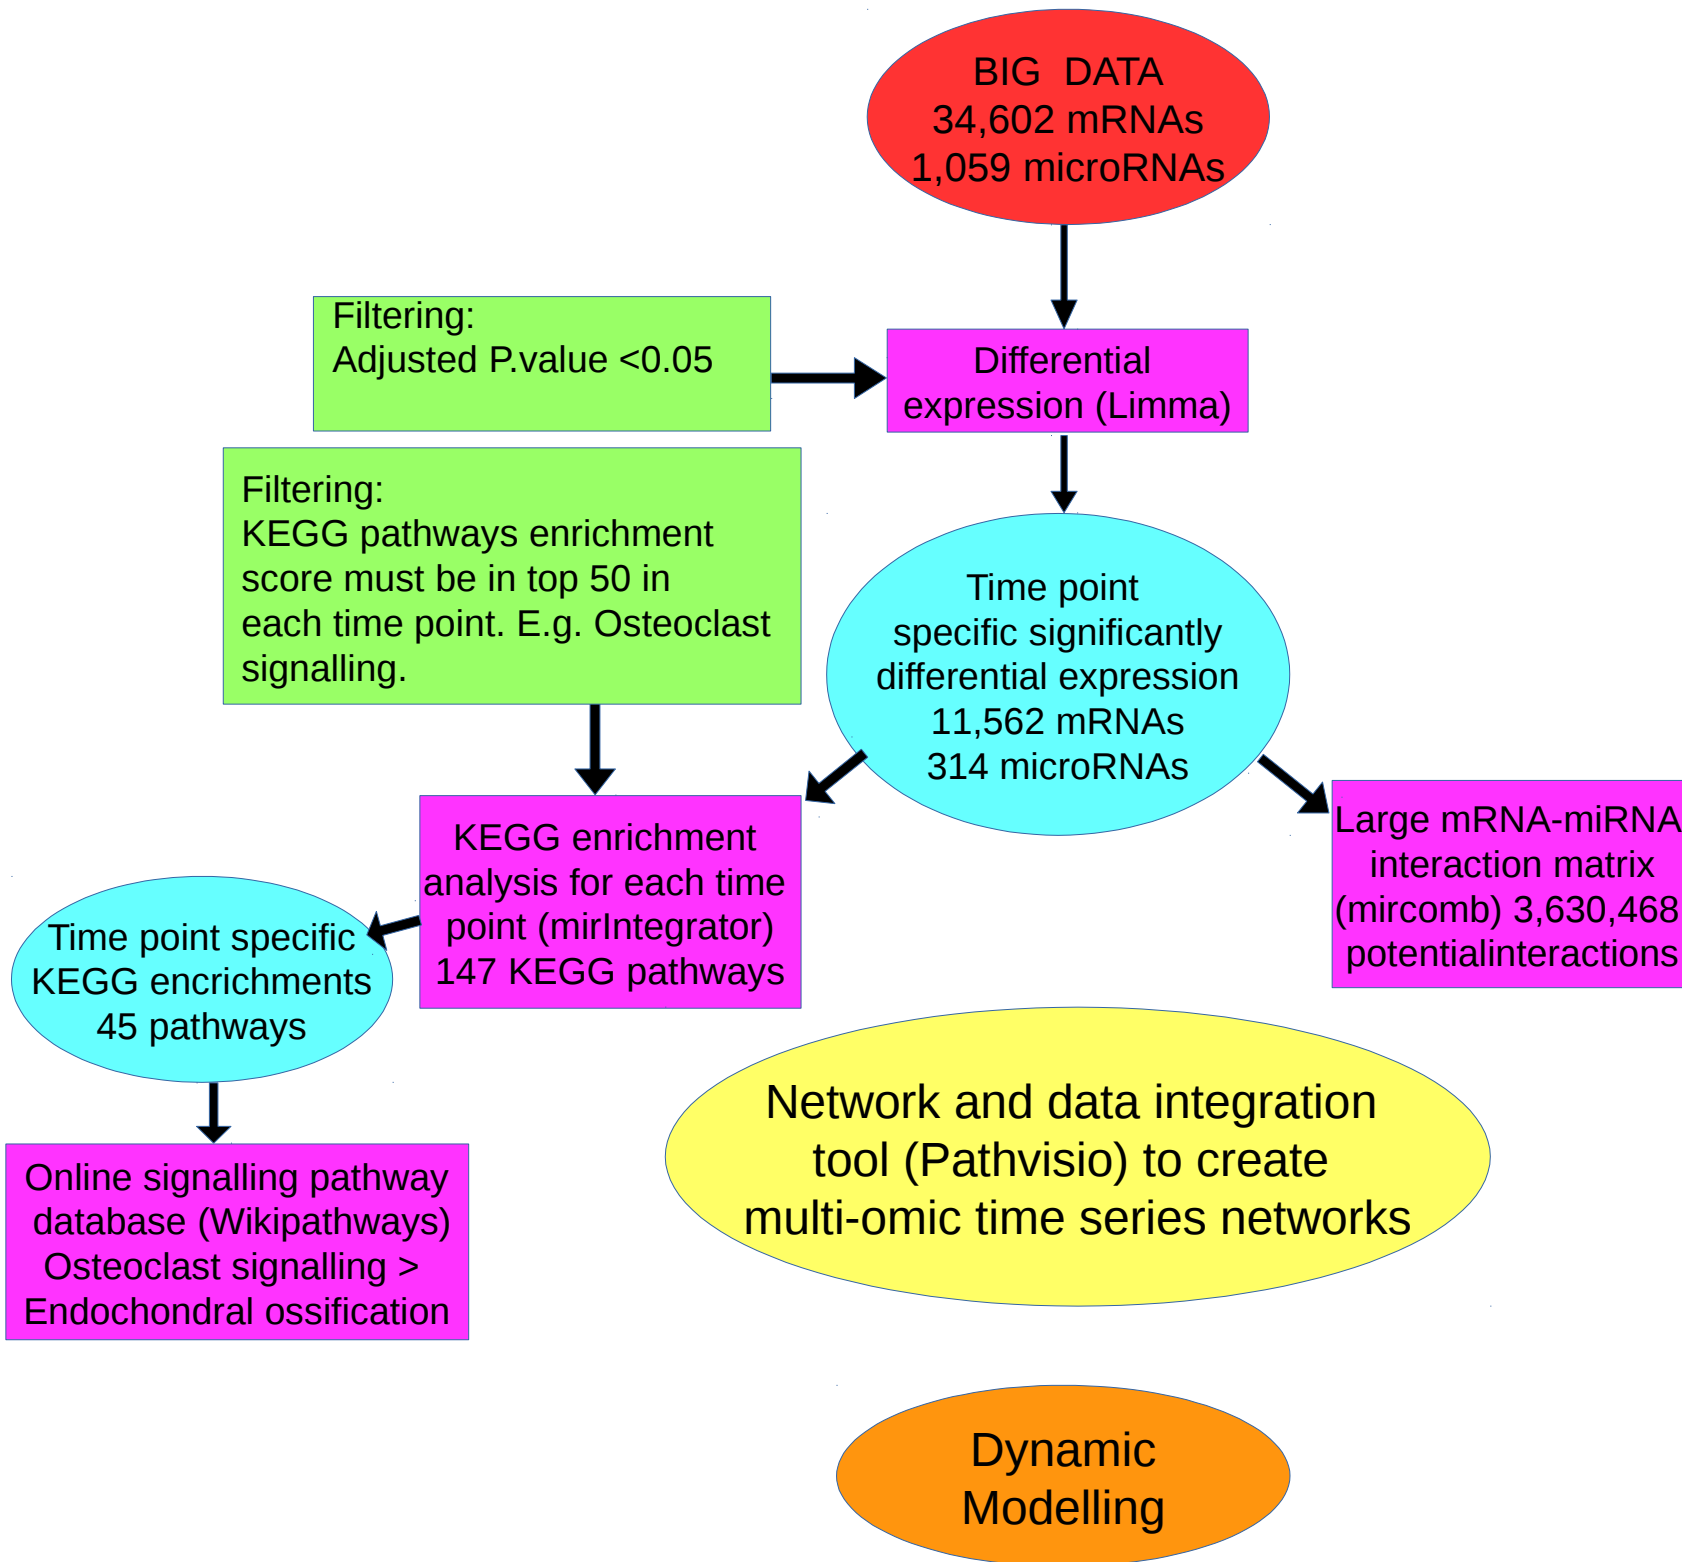 BIG DATA
34,602 mRNAs
1,059 microRNAs
Filtering:
Adjusted P.value <0.05
Differential
expression (Limma)
Filtering:
KEGG pathways enrichment
score must be in top 50 in
each time point. E.g. Osteoclast
signalling.
Time point
specific significantly
differential expression
11,562 mRNAs
314 microRNAs
KEGG enrichment
analysis for each time
point (mirIntegrator)
147 KEGG pathways
Large mRNA-miRNA
interaction matrix
(mircomb) 3,630,468
potentialinteractions
Time point specific
KEGG encrichments
45 pathways
Online signalling pathway
database (Wikipathways)
Osteoclast signalling >
Endochondral ossification
Network and data integration
tool (Pathvisio) to create
multi-omic time series networks
Dynamic
Modelling